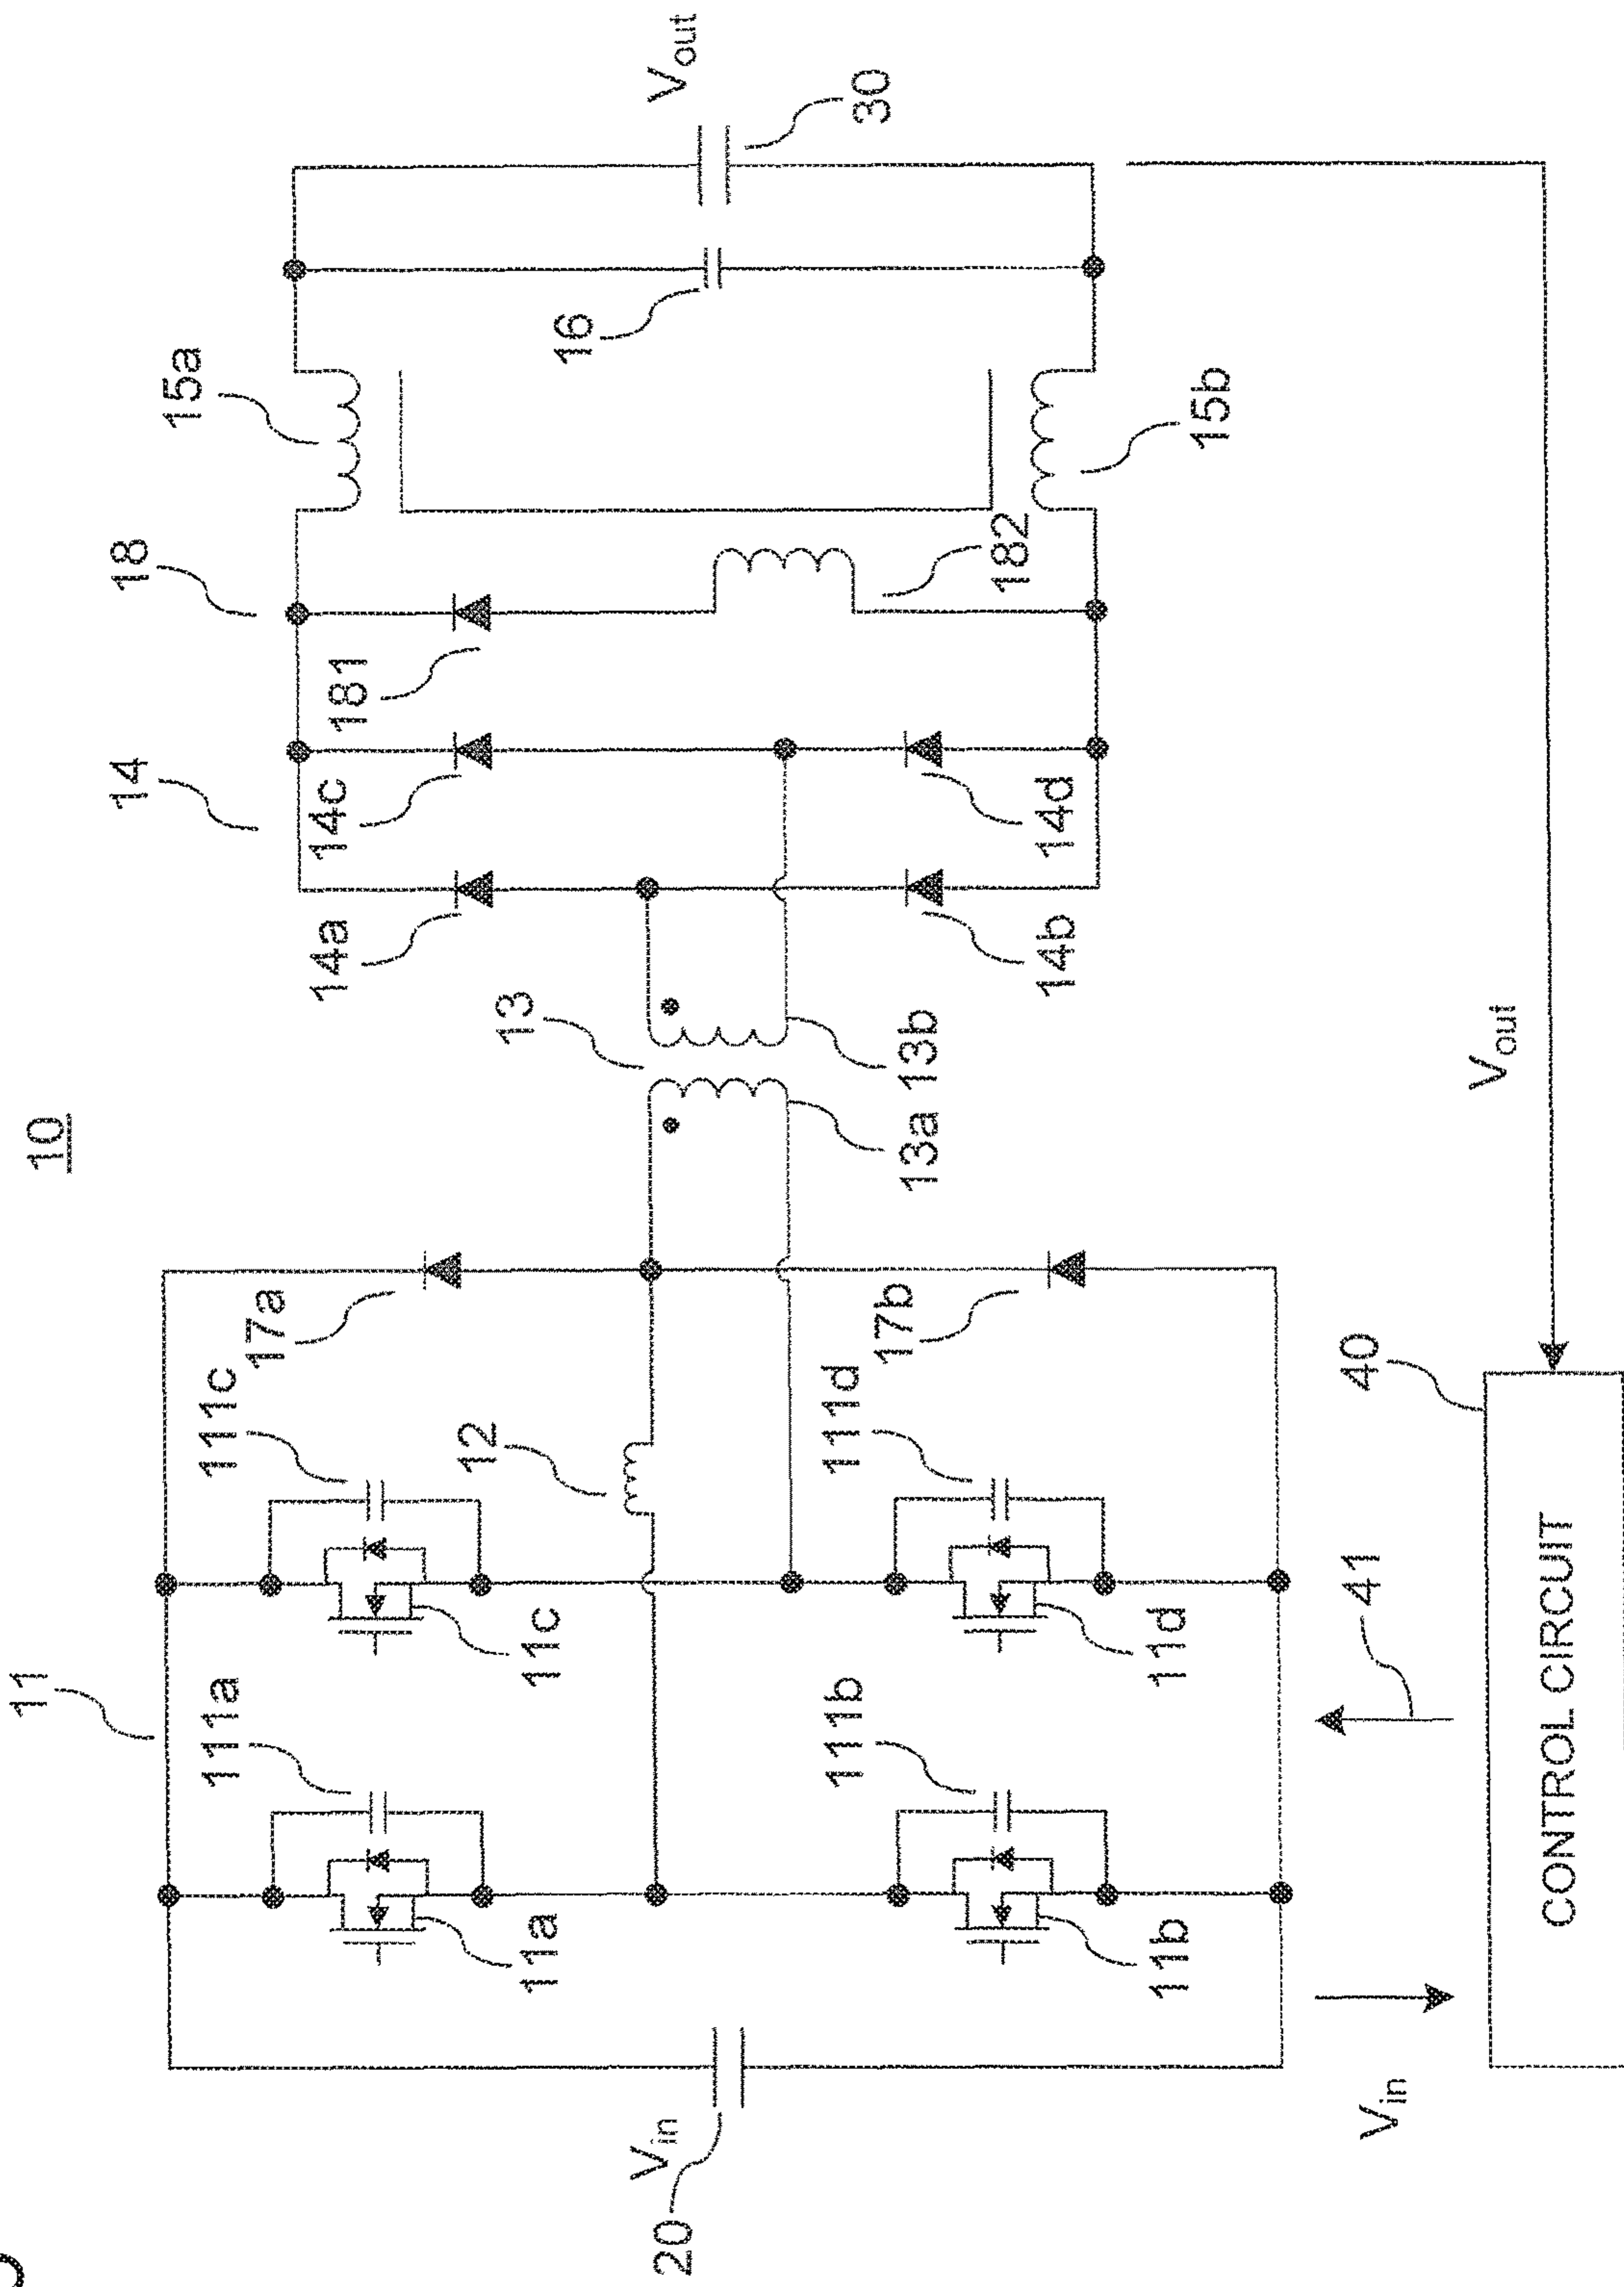 10
11
111a
111c
11a
11c
17a
12
111b
111d
11b
11d
17b
20
Vin
13
13a
13b
14
14a
14c
14b
14d
18
181
182
15a
15b
16
30
Vout
Vin
41
40
CONTROL CIRCUIT
Vout